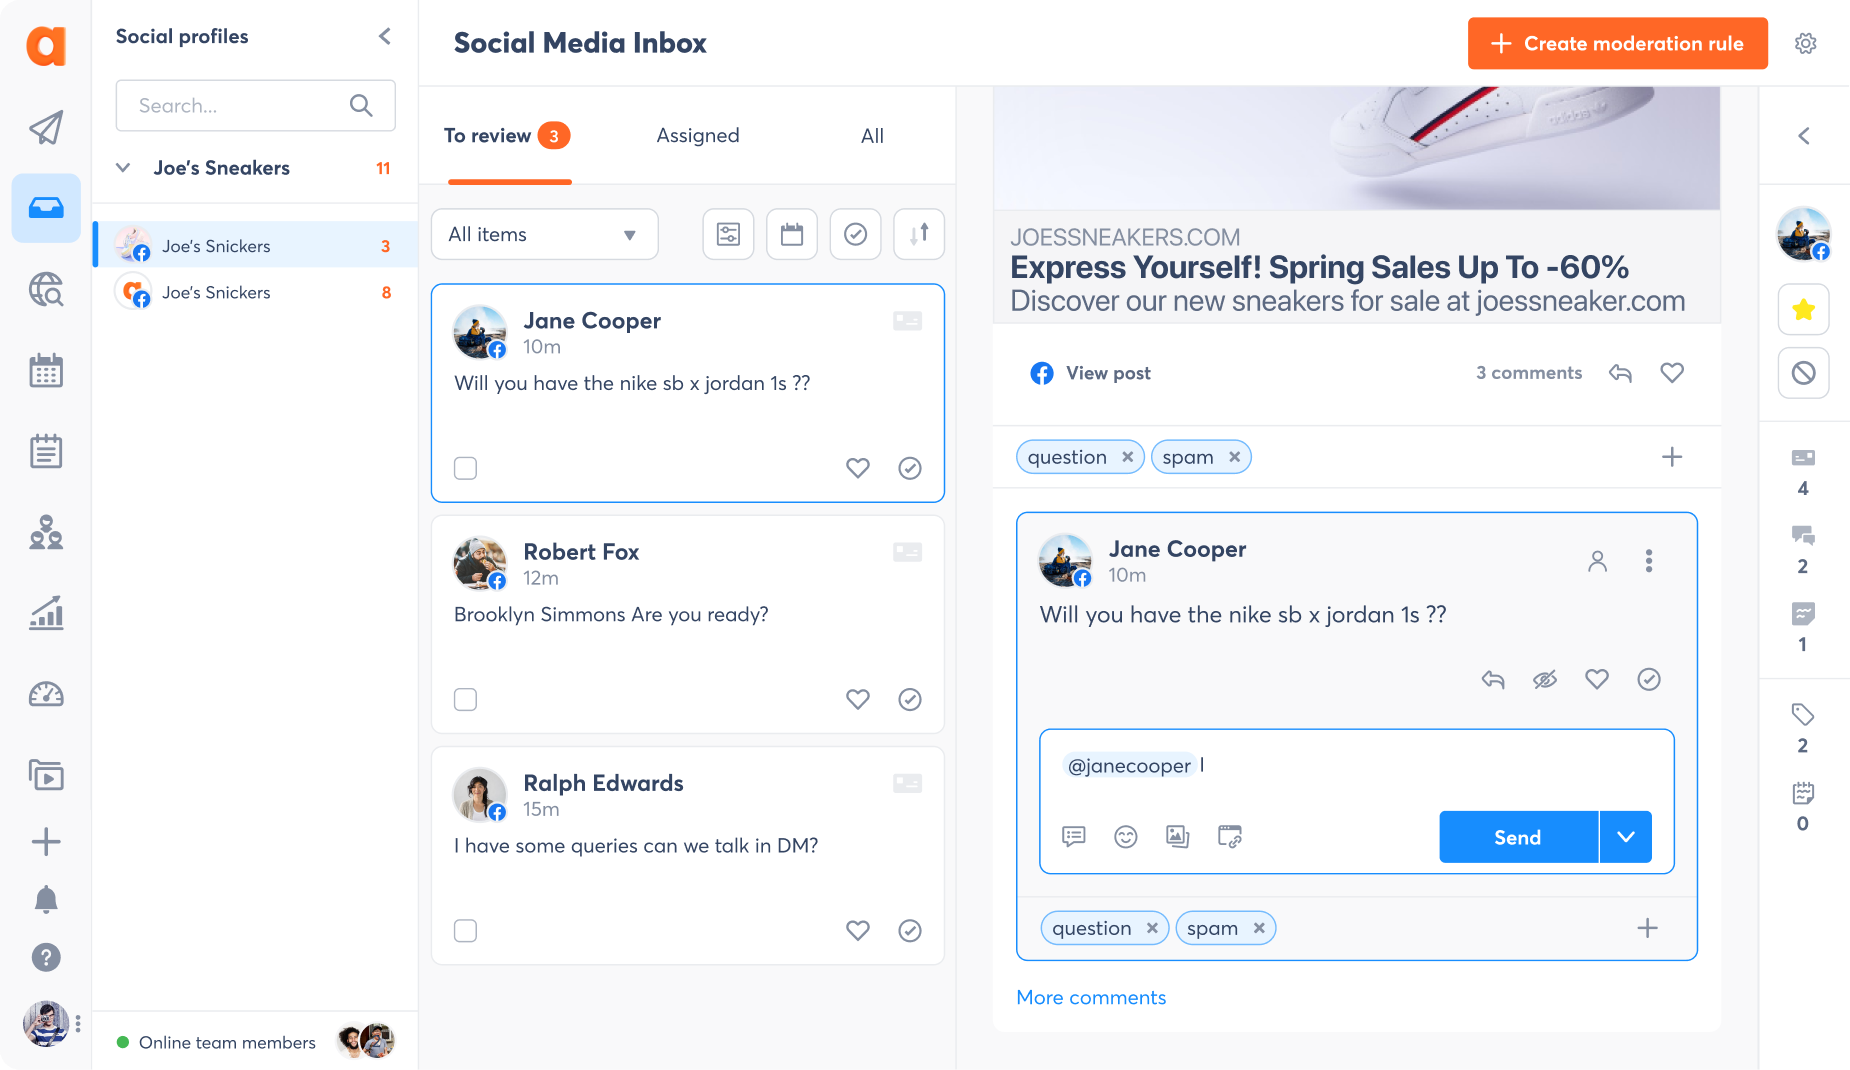 Social profiles
Search...
Joe's Sneakers 11
Joe's Snickers 3
Joe's Snickers 8
Online team members
Social Media Inbox
Create moderation rule
To review 3 Assigned All
All items
Jane Cooper
10m
Will you have the nike sb x jordan 1s ??
Robert Fox
12m
Brooklyn Simmons Are you ready?
Ralph Edwards
15m
I have some queries can we talk in DM?
adidas
JOESSNEAKERS.COM
Express Yourself! Spring Sales Up To -60%
Discover our new sneakers for sale at joessneaker.com
View post 3 comments
question × spam ×
Jane Cooper
10m
Will you have the nike sb x jordan 1s ??
@janecooper
Send
question × spam ×
More comments
4
2
1
2
0